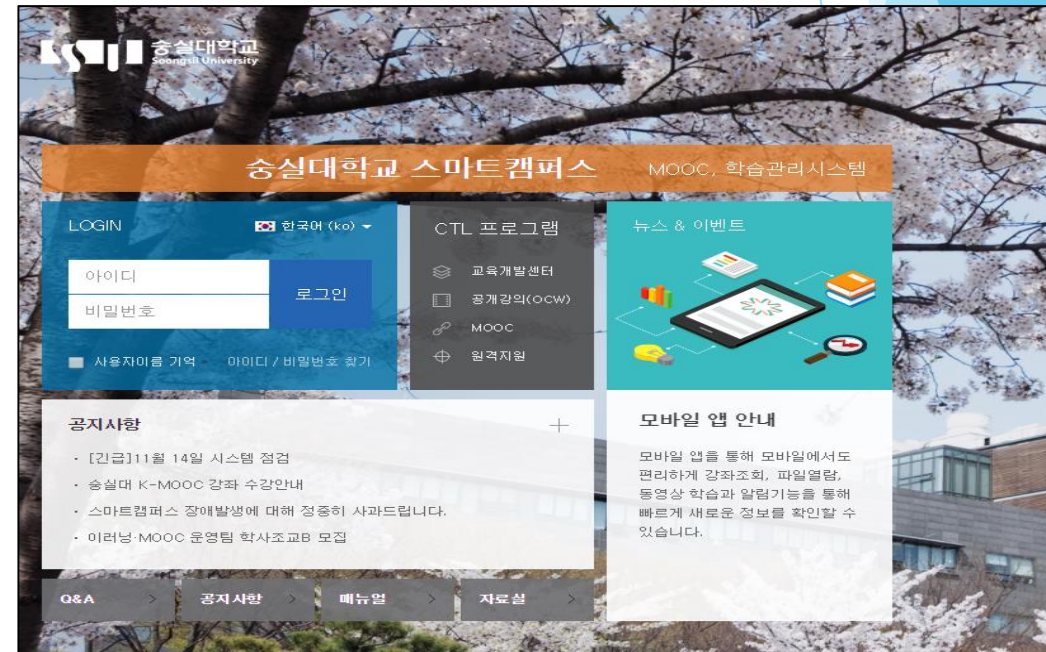 숭실대학교
Soongsil University
숭실대학교 스마트캠퍼스 MOOC, 학습관리시스템
LOGIN
한국어 (ko)
아이디
비밀번호
로그인
사용자이름 기억
아이디 / 비밀번호 찾기
CTL 프로그램
교육개발센터
공개강의(OCW)
MOOC
원격지원
뉴스 & 이벤트
공지사항
· [긴급]11월 14일 시스템 점검
· 숭실대 K-MOOC 강좌 수강안내
· 스마트캠퍼스 장애발생에 대해 정중히 사과드립니다.
· 이러닝·MOOC 운영팀 학사조교B 모집
모바일 앱 안내
모바일 앱을 통해 모바일에서도
편리하게 강좌조회, 파일열람,
동영상 학습과 알림기능을 통해
빠르게 새로운 정보를 확인할 수
있습니다.
Q&A
공지사항
매뉴얼
자료실